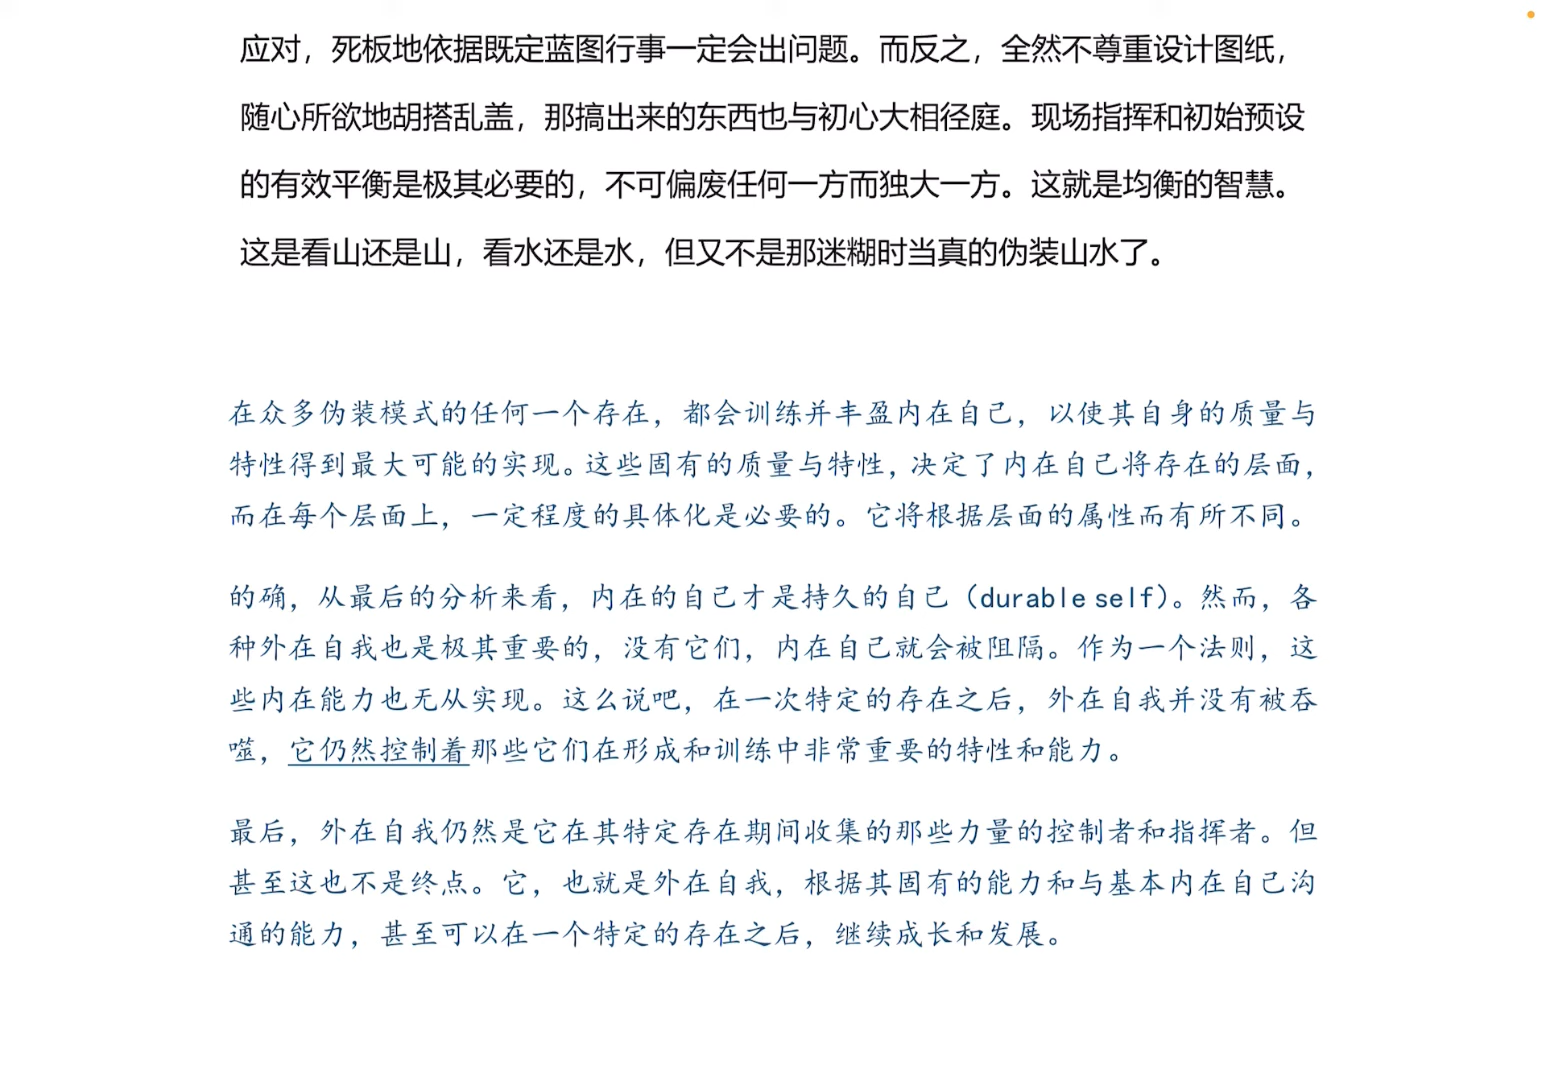 应对，死板地依据既定蓝图行事一定会出问题。而反之，全然不尊重设计图纸，
随心所欲地胡搭乱盖，那搞出来的东西也与初心大相径庭。现场指挥和初始预设
的有效平衡是极其必要的，不可偏废任何一方而独大一方。这就是均衡的智慧。
这是看山还是山，看水还是水，但又不是那迷糊时当真的伪装山水了。
在众多伪装模式的任何一个存在，都会训练并丰盈内在自己，以使其自身的质量与
特性得到最大可能的实现。这些固有的质量与特性，决定了内在自己将存在的层面，
而在每个层面上，一定程度的具体化是必要的。它将根据层面的属性而有所不同。
的确，从最后的分析来看，内在的自己才是持久的自己（durable self）。然而，各
种外在自我也是极其重要的，没有它们，内在自己就会被阻隔。作为一个法则，这
些内在能力也无从实现。这么说吧，在一次特定的存在之后，外在自我并没有被吞
噬，它仍然控制着那些它们在形成和训练中非常重要的特性和能力。
最后，外在自我仍然是它在其特定存在期间收集的那些力量的控制者和指挥者。但
甚至这也不是终点。它，也就是外在自我，根据其固有的能力和与基本内在自己沟
通的能力，甚至可以在一个特定的存在之后，继续成长和发展。